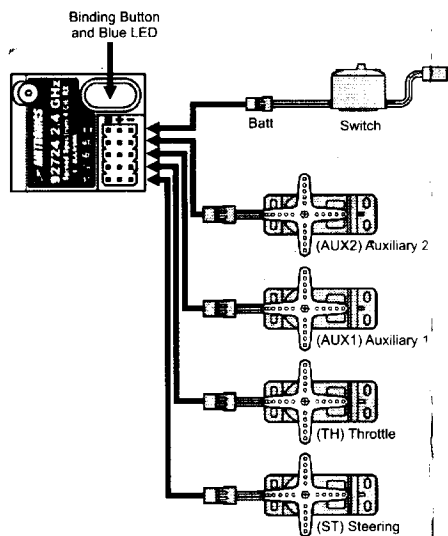 Binding Button
and Blue LED
92724 2.4 GHz
Batt
Switch
(AUX2) Auxiliary 2
(AUX1) Auxiliary 1
(TH) Throttle
(ST) Steering